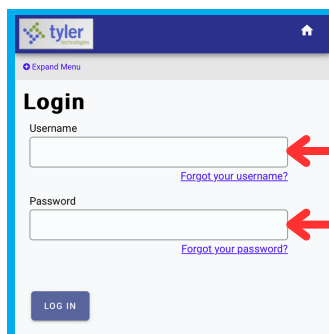 tyler
technologies
Expand Menu
Login
Username
Forgot your username?
Password
Forgot your password?
LOG IN